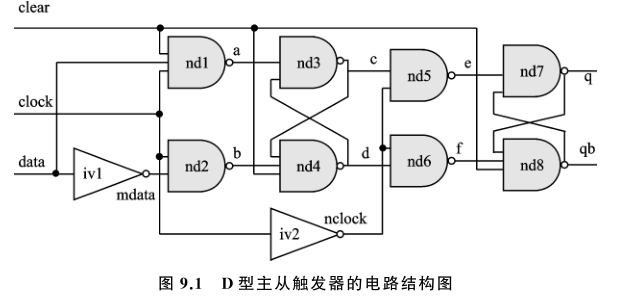 clear
nd1
a
nd3
c
nd5
e
nd7
q
clock
data
iv1
mdata
nd2
b
nd4
d
nd6
f
nd8
qb
iv2
nclock
图 9.1 D 型主从触发器的电路结构图